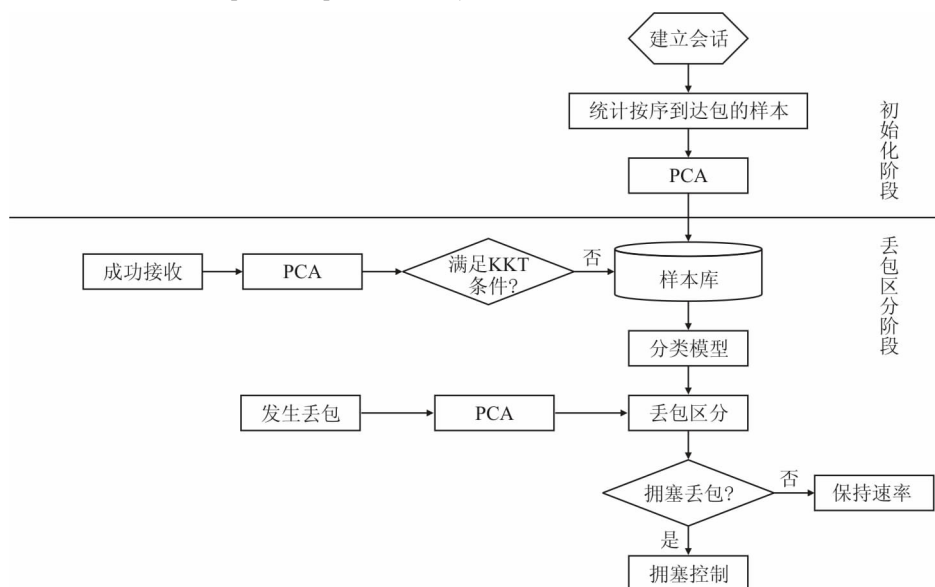 建立会话
统计按序到达包的样本
PCA
初始化阶段
成功接收
PCA
满足KKT
条件?
否
样本库
丢包区分阶段
分类模型
发生丢包
PCA
丢包区分
拥塞丢包?
否
保持速率
是
拥塞控制